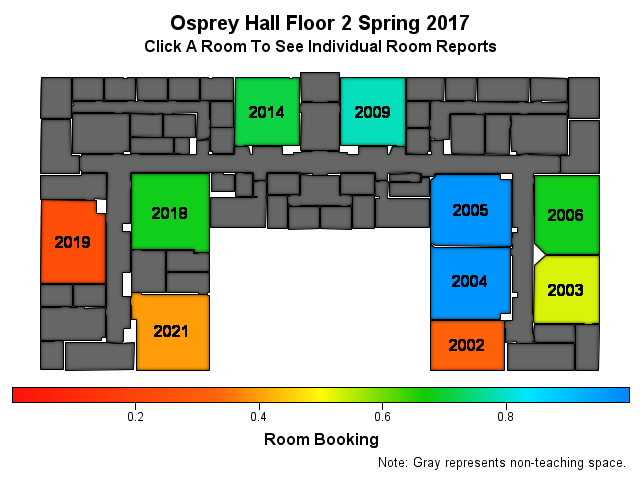 Osprey Hall Floor 2 Spring 2017
Click A Room To See Individual Room Reports
2014 2009
2018 2005 2006
2019
2004 2003
2021 2002
0.2 0.4 0.6 0.8
Room Booking
Note: Gray represents non-teaching space.